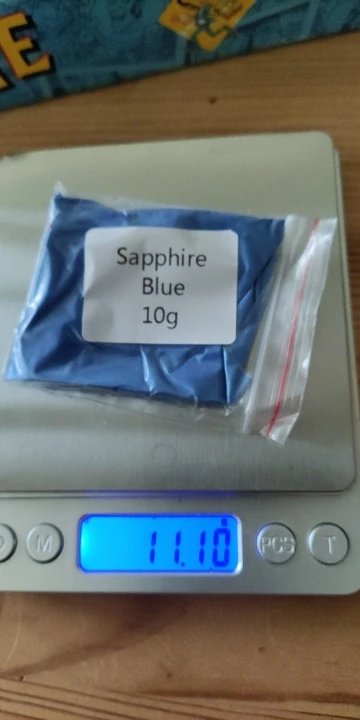 E
Sapphire
Blue
10g
M
11.10
PCS
T